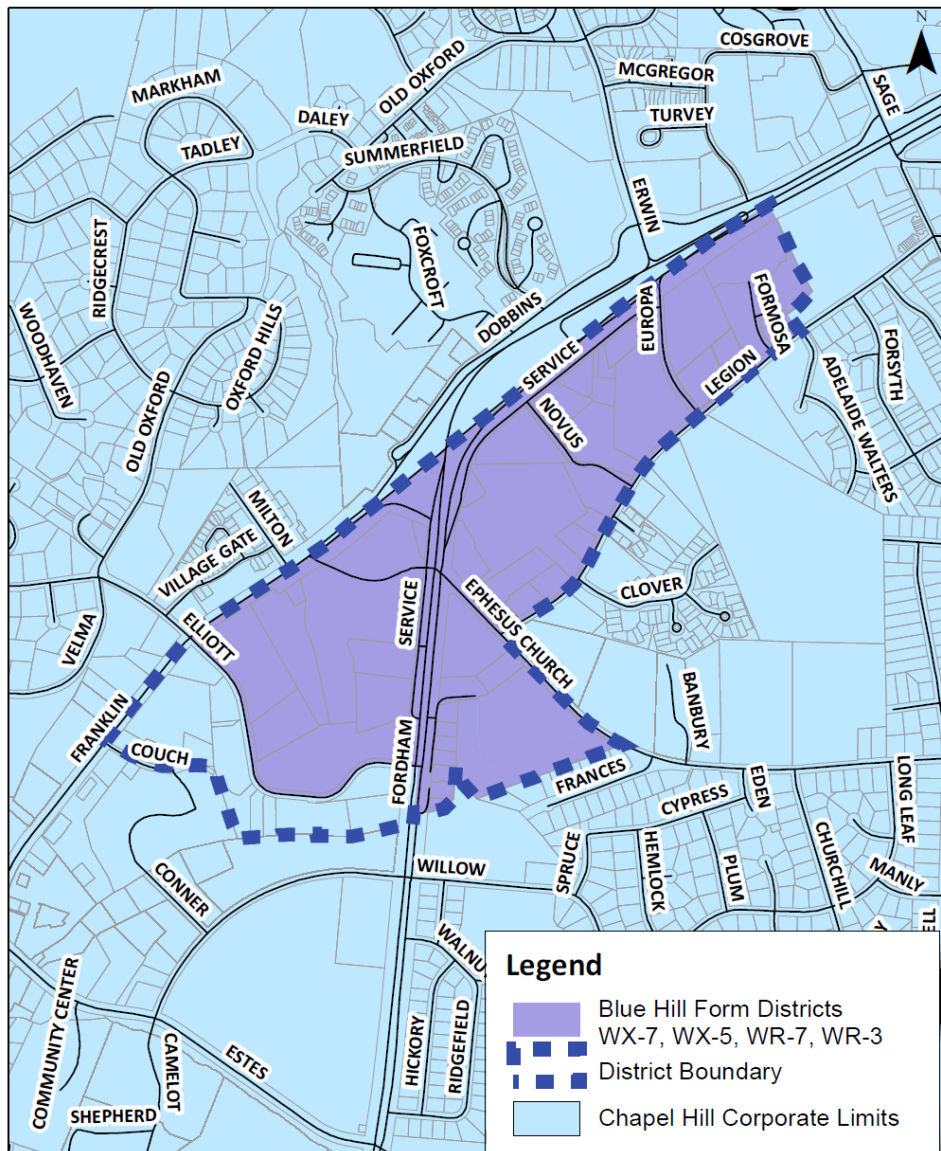 N
COSGROVE
OLD OXFORD
MCGREGOR
MARKHAM
SAGE
DALEY
TURVEY
TADLEY
SUMMERFIELD
ERWIN
FOXCROFT
RIDGECREST
EUROPA
FORMOSA
DOBBINS
WOODHAVEN
OXFORD HILLS
SERVICE
FORSYTH
LEGION
ADELAIDE WALTERS
OLD OXFORD
NOVUS
MILTON
VILLAGE GATE
CLOVER
EPHESUS CHURCH
SERVICE
VELMA
ELLIOTT
BANBURY
FRANKLIN
COUCH
FORDHAM
FRANCES
EDEN
LONG LEAF
CYPRESS
WILLOW
SPRUCE
HEMLOCK
PLUM
CHURCHILL
MANLY
CONNER
WALNUT
ELL
Y
COMMUNITY CENTER
CAMELOT
ESTES
HICKORY
RIDGEFIELD
SHEPHERD
Legend
Blue Hill Form Districts
WX-7, WX-5, WR-7, WR-3
District Boundary
Chapel Hill Corporate Limits